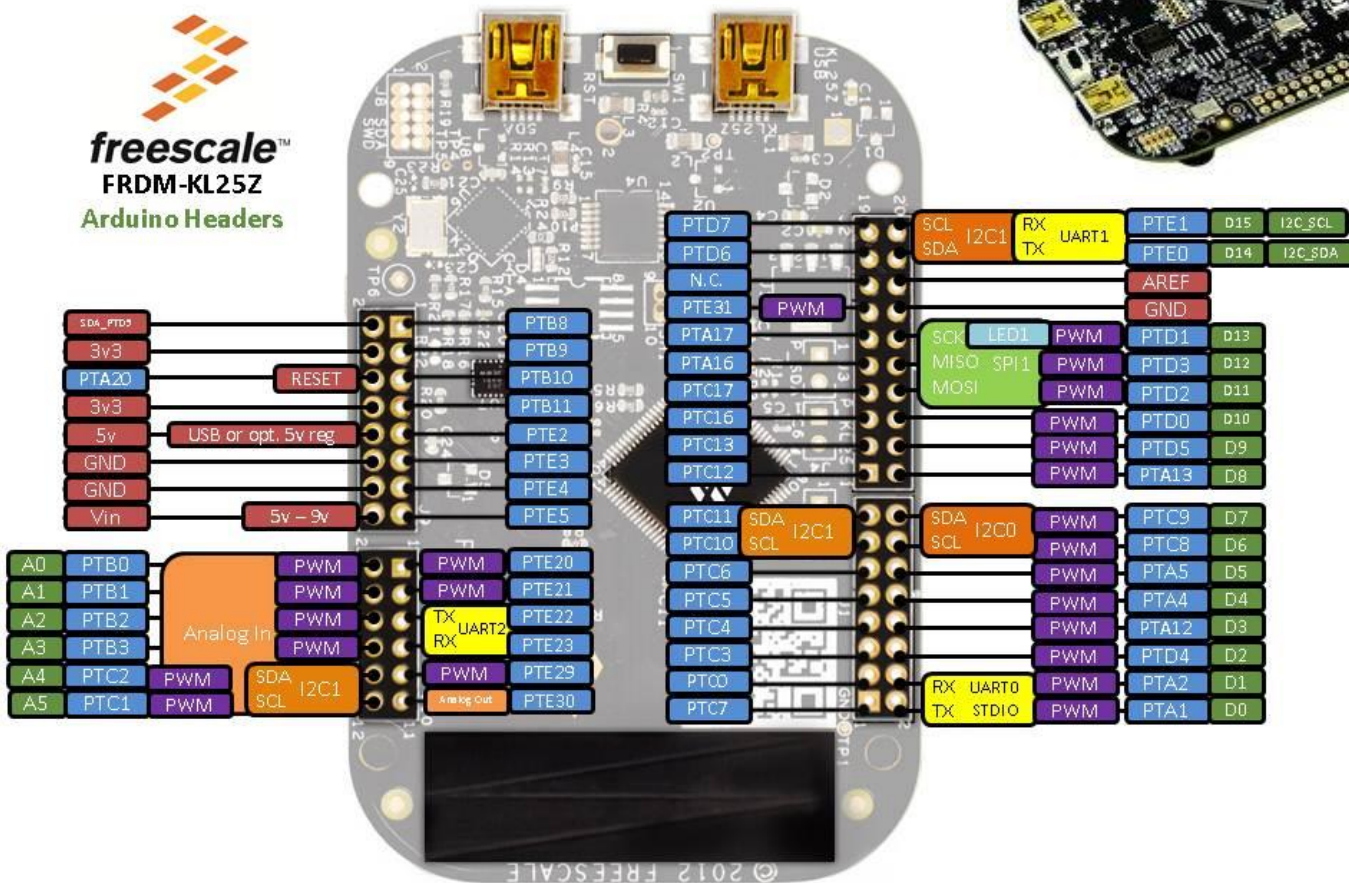 freescale™
FRDM-KL25Z
Arduino Headers
J8
SDA
SWD
SDA
RST
SW1
KL25Z
USB
PTD7
SCL
SDA
I2C1
RX
TX
UART1
PTE1 D15 I2C_SCL
PTD6
PTE0 D14 I2C_SDA
N.C.
AREF
PTE31 PWM
GND
PTA17
SCK LED1 PWM PTD1 D13
PTA16
MISO SPI1 PWM PTD3 D12
PTC17
MOSI PWM PTD2 D11
PTC16 PWM PTD0 D10
PTC13 PWM PTD5 D9
PTC12 PWM PTA13 D8
PTC11 SDA I2C1 SDA I2C0 PWM PTC9 D7
PTC10 SCL SCL PWM PTC8 D6
PTC6 PWM PTA5 D5
PTC5 PWM PTA4 D4
PTC4 PWM PTA12 D3
PTC3 PWM PTD4 D2
PTC0 RX UART0 PWM PTA2 D1
PTC7 TX STDIO PWM PTA1 D0
SDA_PTD5 PTB8
3v3 PTB9
PTA20 RESET PTB10
3v3 PTB11
5v USB or opt. 5v reg PTE2
GND PTE3
GND PTE4
Vin 5v – 9v PTE5
A0 PTB0 PWM PWM PTE20
A1 PTB1 PWM PWM PTE21
A2 PTB2 Analog In PWM TX UART2 PTE22
A3 PTB3 PWM RX PTE23
A4 PTC2 PWM SDA I2C1 PWM PTE29
A5 PTC1 PWM SCL Analog Out PTE30
© 2012 FREESCALE